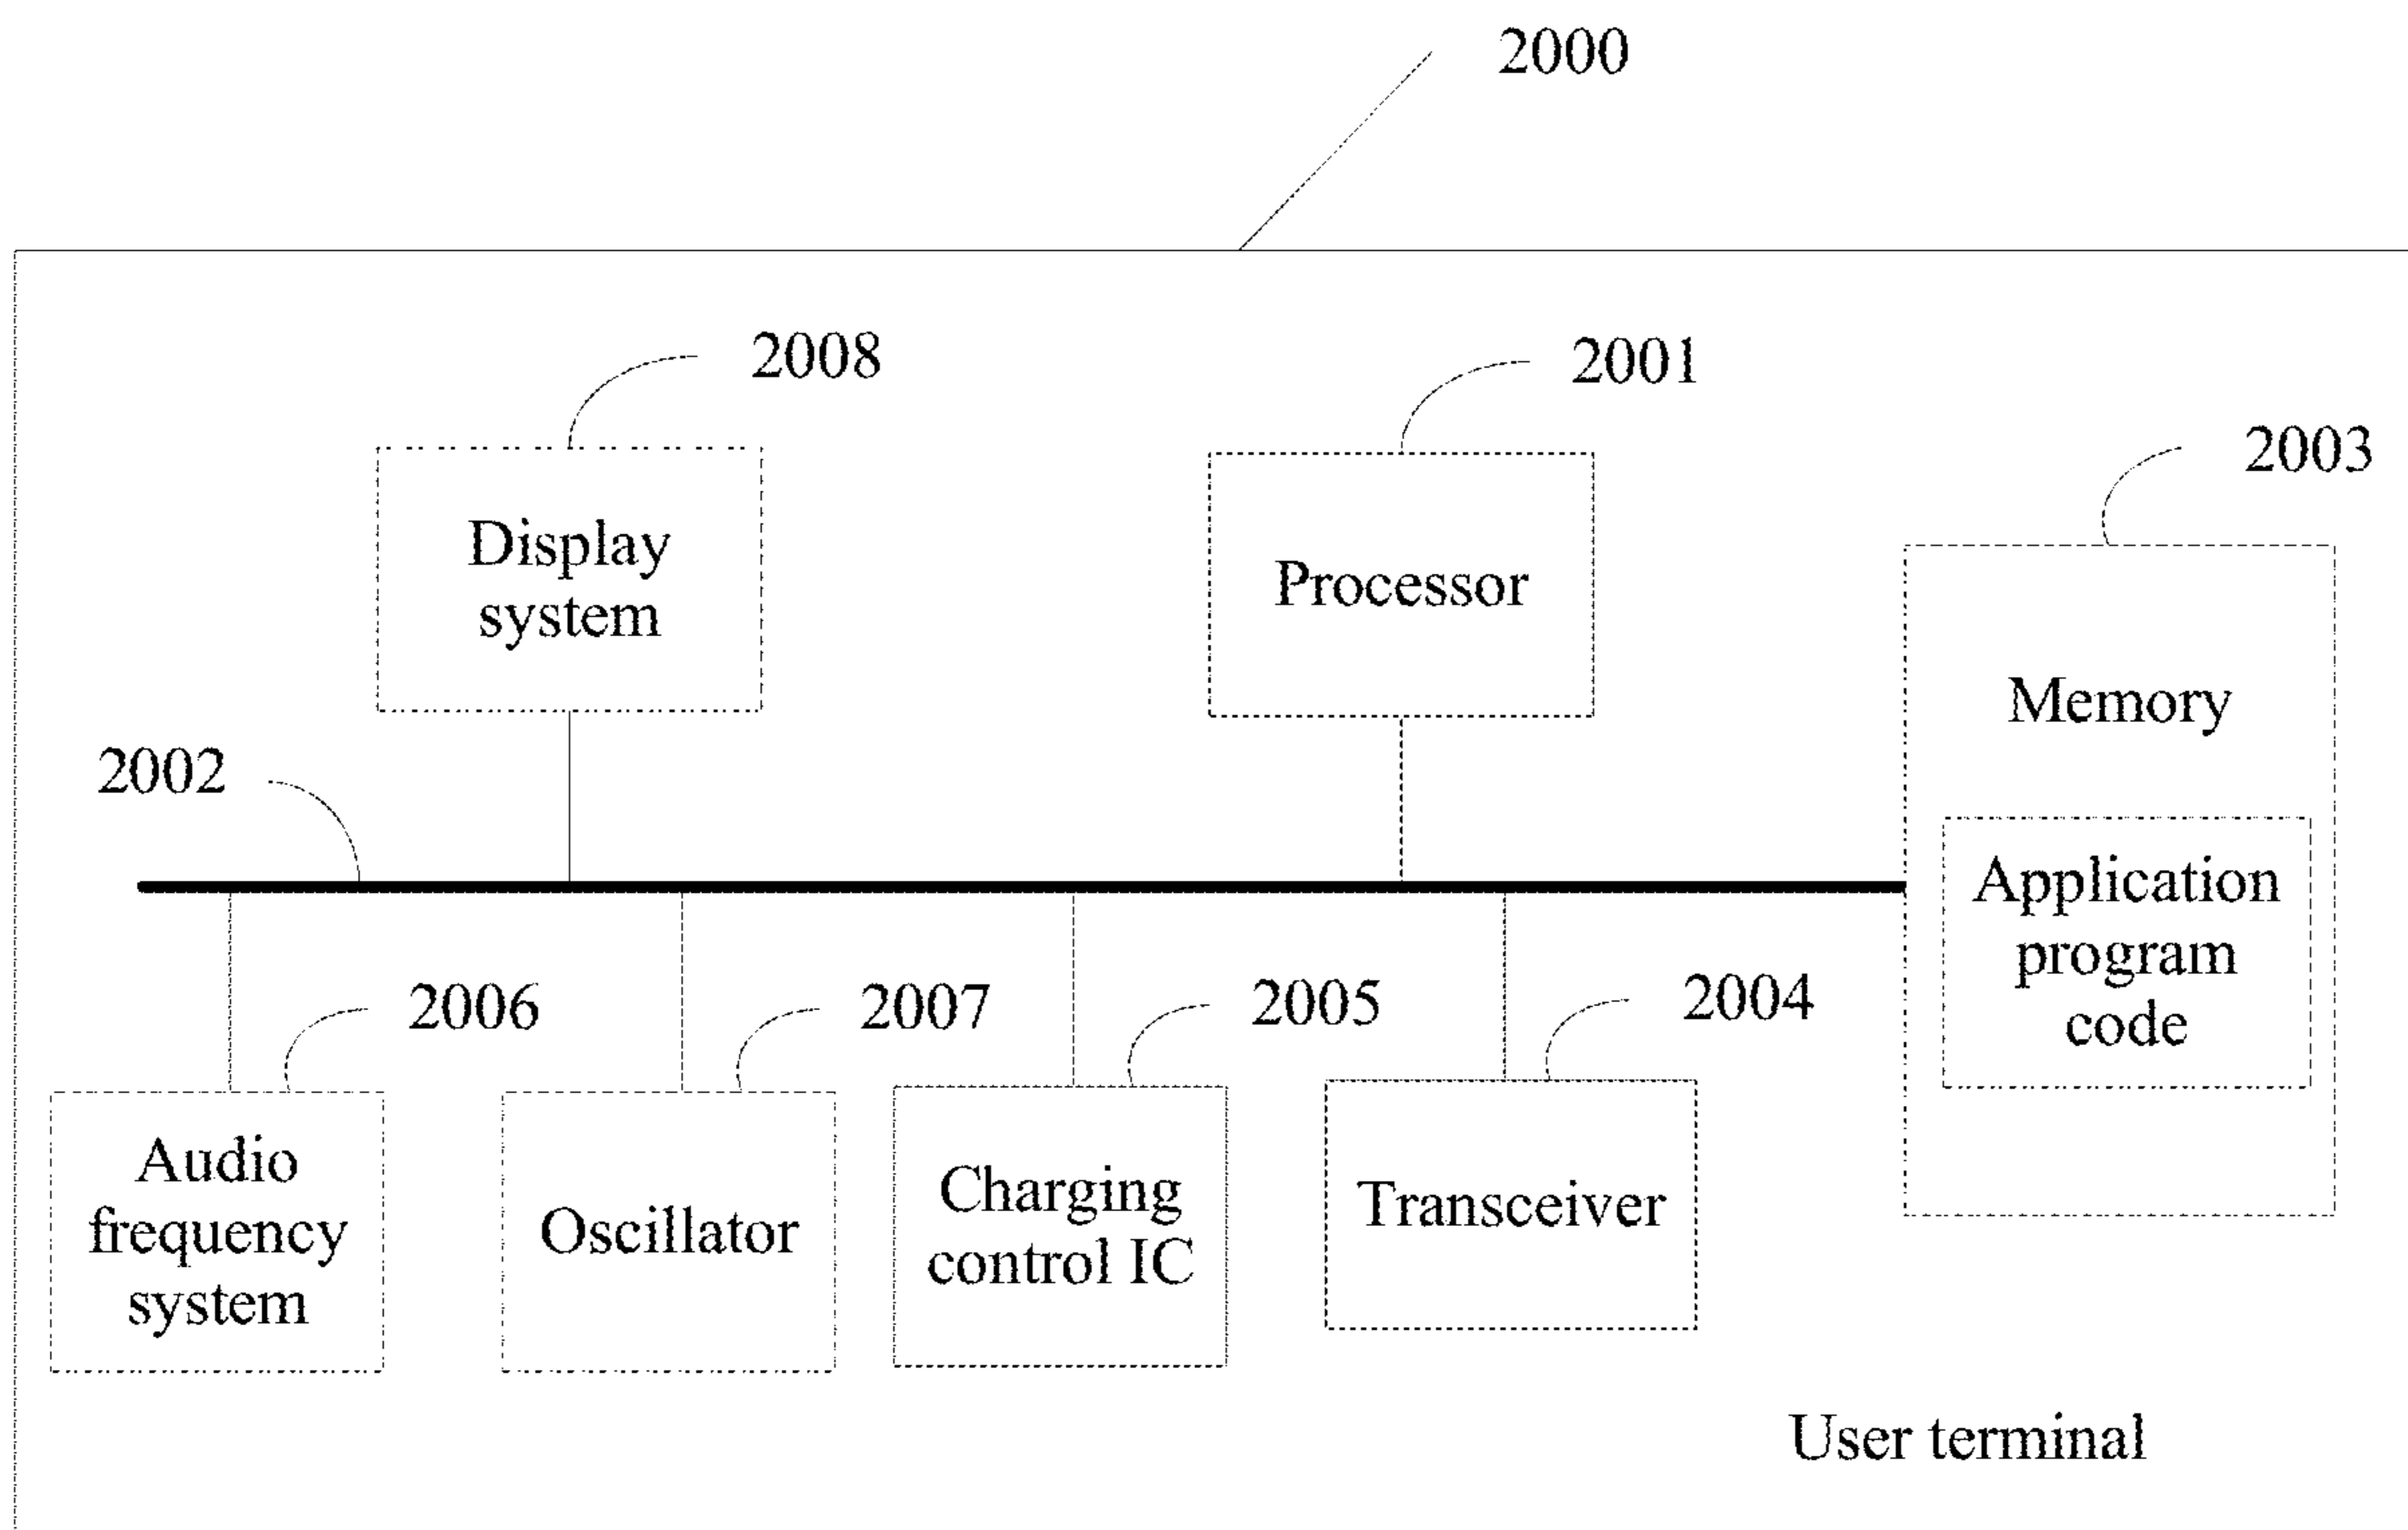 2000
2008
2001
2003
Display
system
Processor
Memory
2002
Application
program
code
2006
2007
2005
2004
Audio
frequency
system
Oscillator
Charging
control IC
Transceiver
User terminal